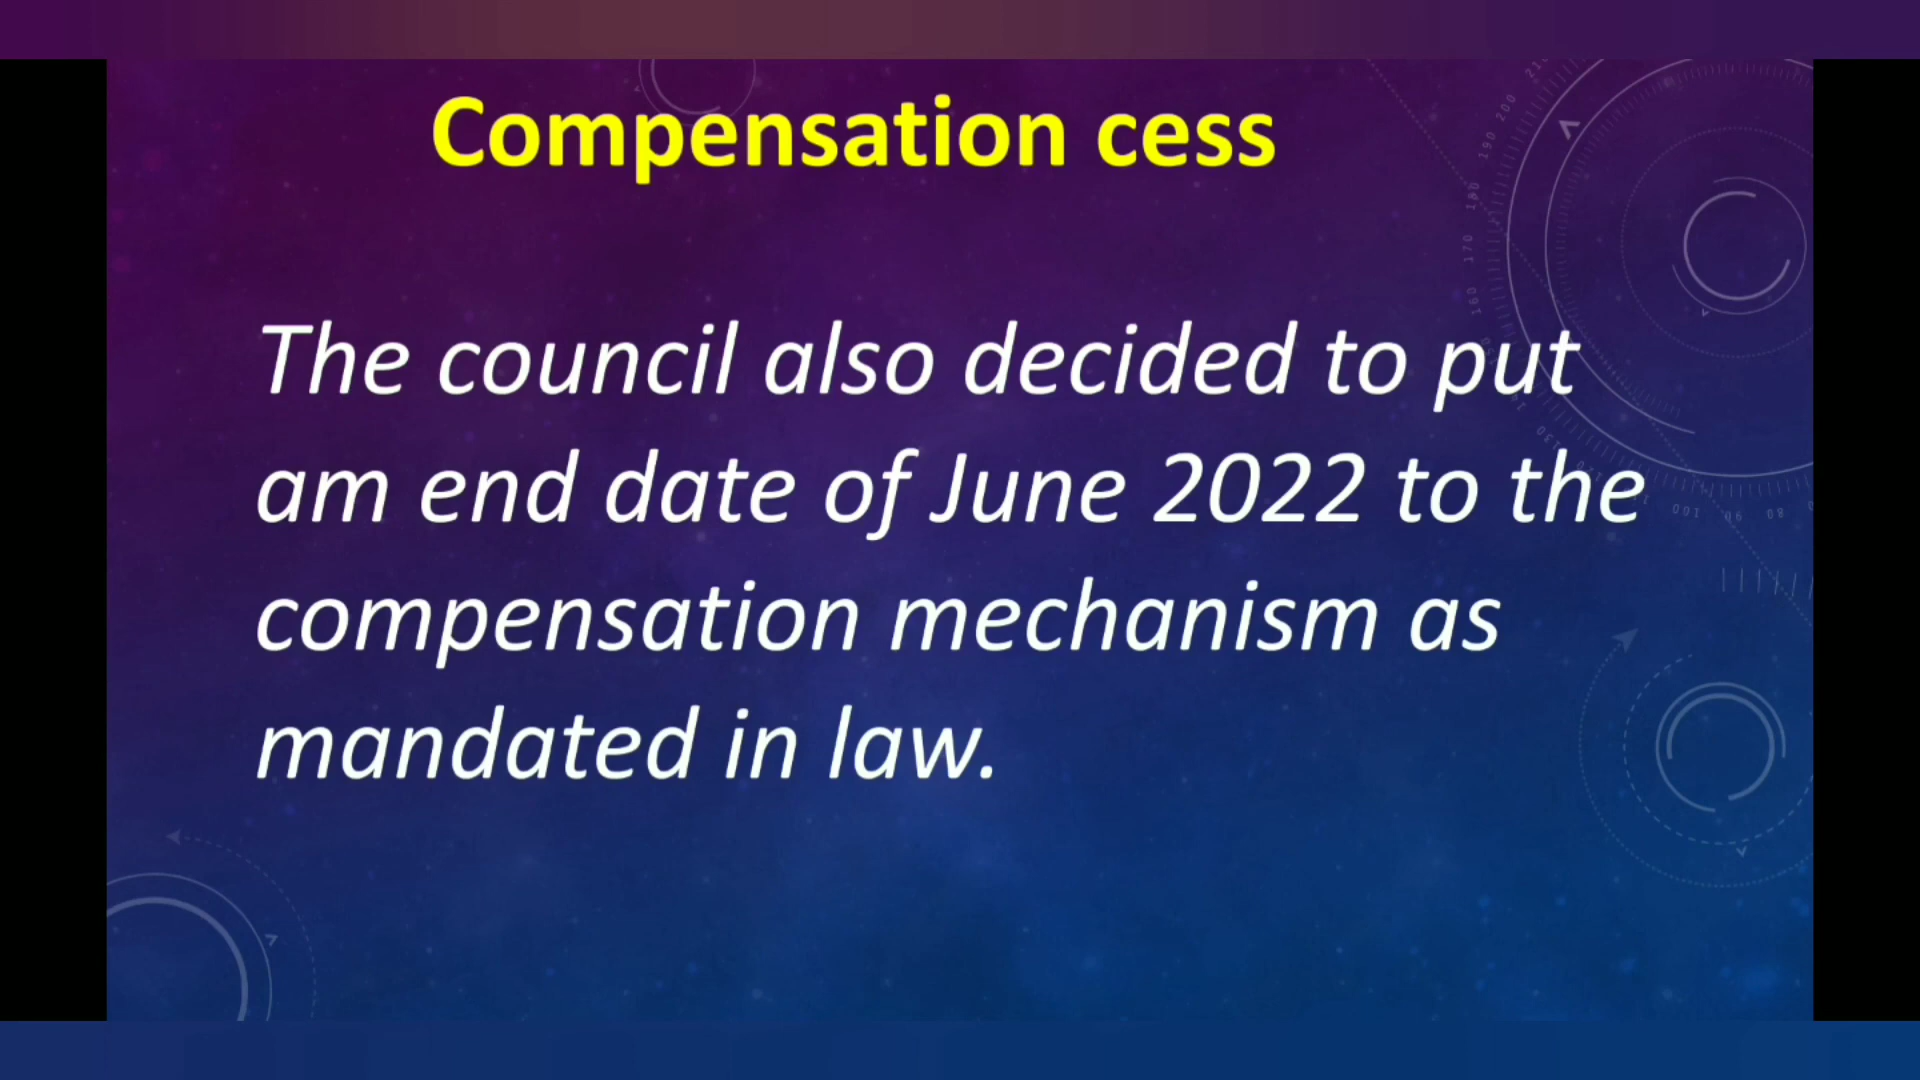 Compensation cess
The council also decided to put
am end date of June 2022 to the
compensation mechanism as
mandated in law.